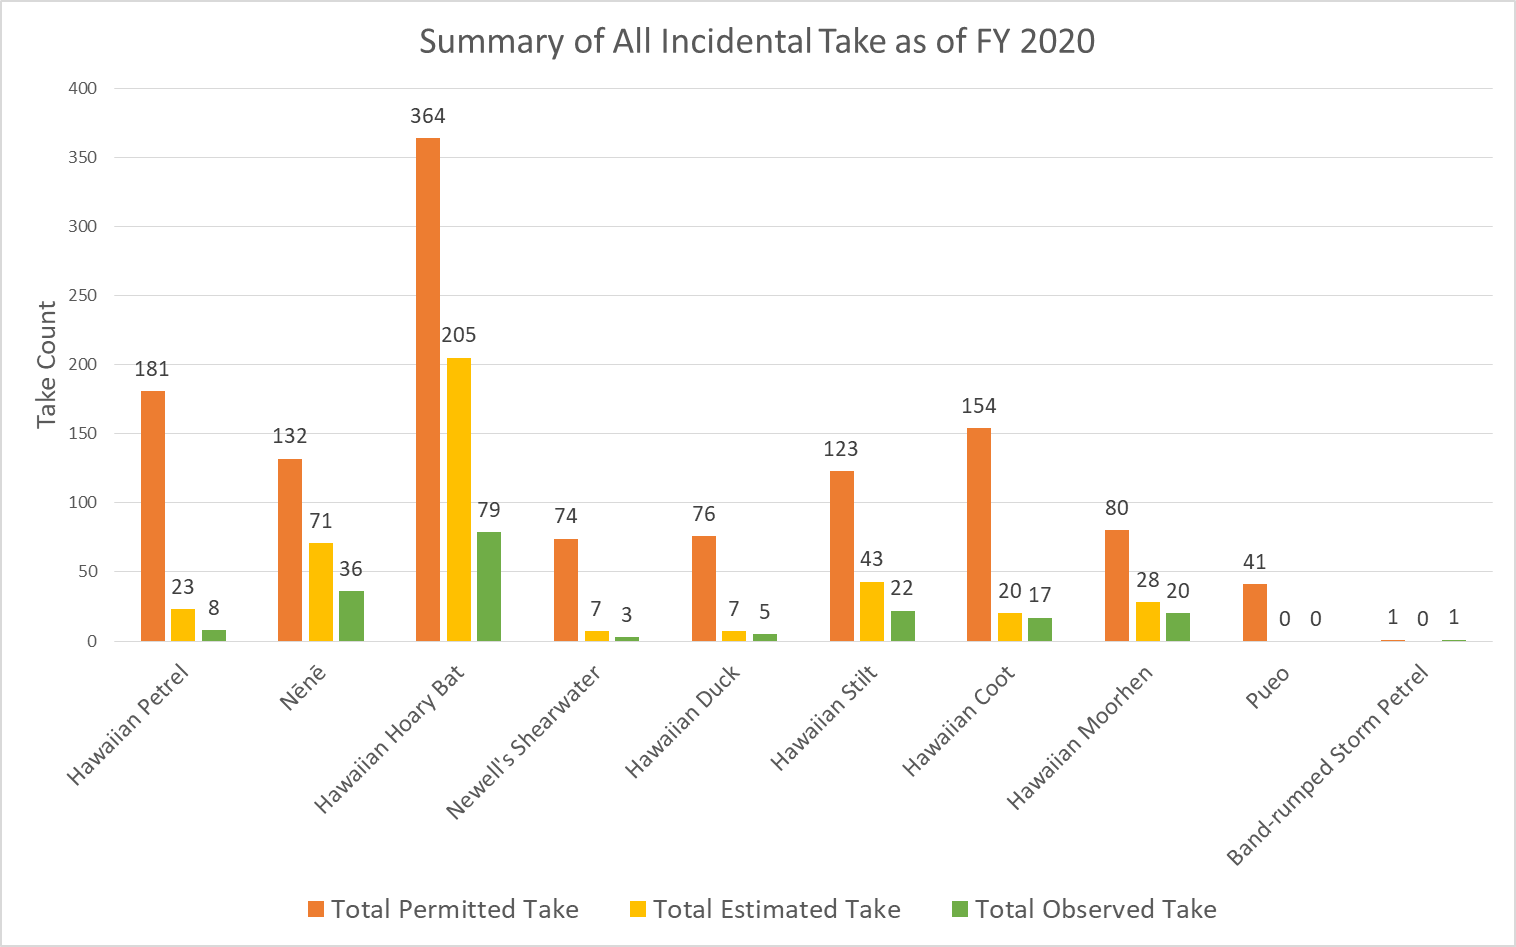 Summary of All Incidental Take as of FY 2020
Take Count
400
350
300
250
200
150
100
50
0
181
23
8
132
71
36
364
205
79
74
7
3
76
7
5
123
43
22
154
20
17
80
28
20
41
0
0
1
0
1
Hawaiian Petrel
Nēnē
Hawaiian Hoary Bat
Newell's Shearwater
Hawaiian Duck
Hawaiian Stilt
Hawaiian Coot
Hawaiian Moorhen
Pueo
Band-rumped Storm Petrel
Total Permitted Take
Total Estimated Take
Total Observed Take